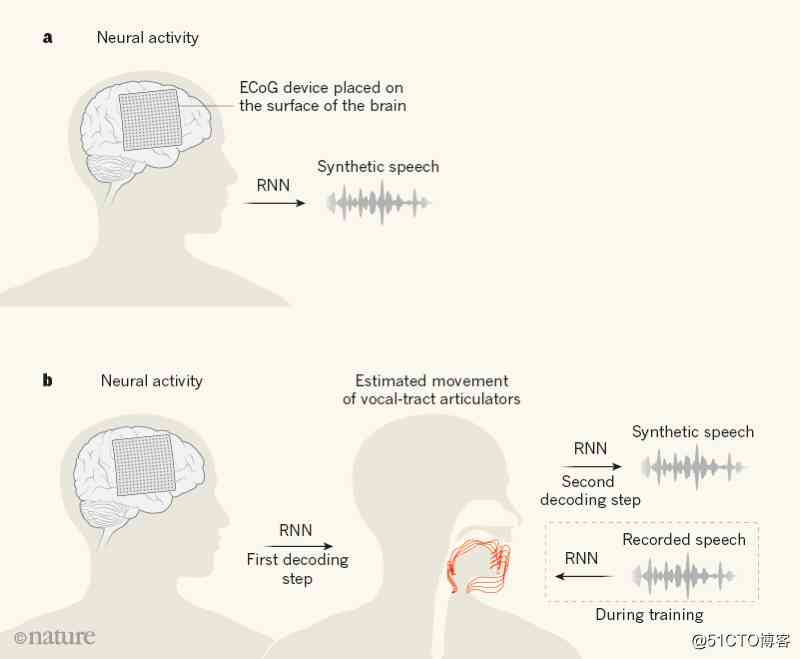 a Neural activity
ECoG device placed on
the surface of the brain
Synthetic speech
RNN
b Neural activity
Estimated movement
of vocal-tract articulators
RNN
First decoding
step
Synthetic speech
RNN
Second
decoding step
Recorded speech
RNN
During training
©nature
@51CTO博客